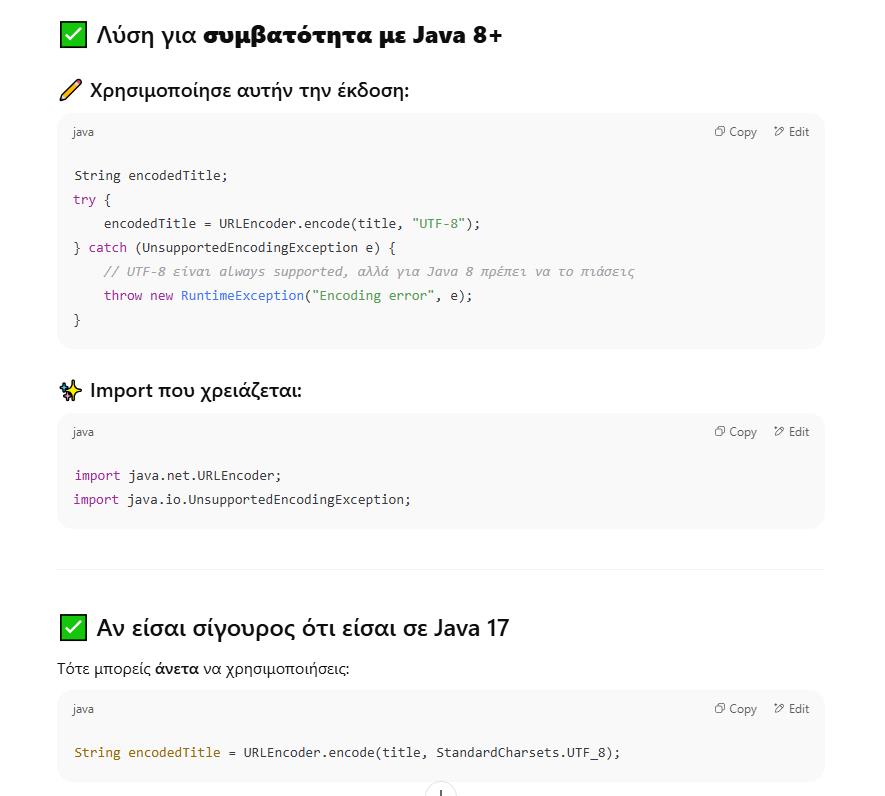 ✅ Λύση για συμβατότητα με Java 8+
✏️ Χρησιμοποίησε αυτήν την έκδοση:
java Copy Edit
String encodedTitle;
try {
    encodedTitle = URLEncoder.encode(title, "UTF-8");
} catch (UnsupportedEncodingException e) {
    // UTF-8 είναι always supported, αλλά για Java 8 πρέπει να το πιάσεις
    throw new RuntimeException("Encoding error", e);
}
✨ Import που χρειάζεται:
java Copy Edit
import java.net.URLEncoder;
import java.io.UnsupportedEncodingException;
✅ Αν είσαι σίγουρος ότι είσαι σε Java 17
Τότε μπορείς άνετα να χρησιμοποιήσεις:
java Copy Edit
String encodedTitle = URLEncoder.encode(title, StandardCharsets.UTF_8);